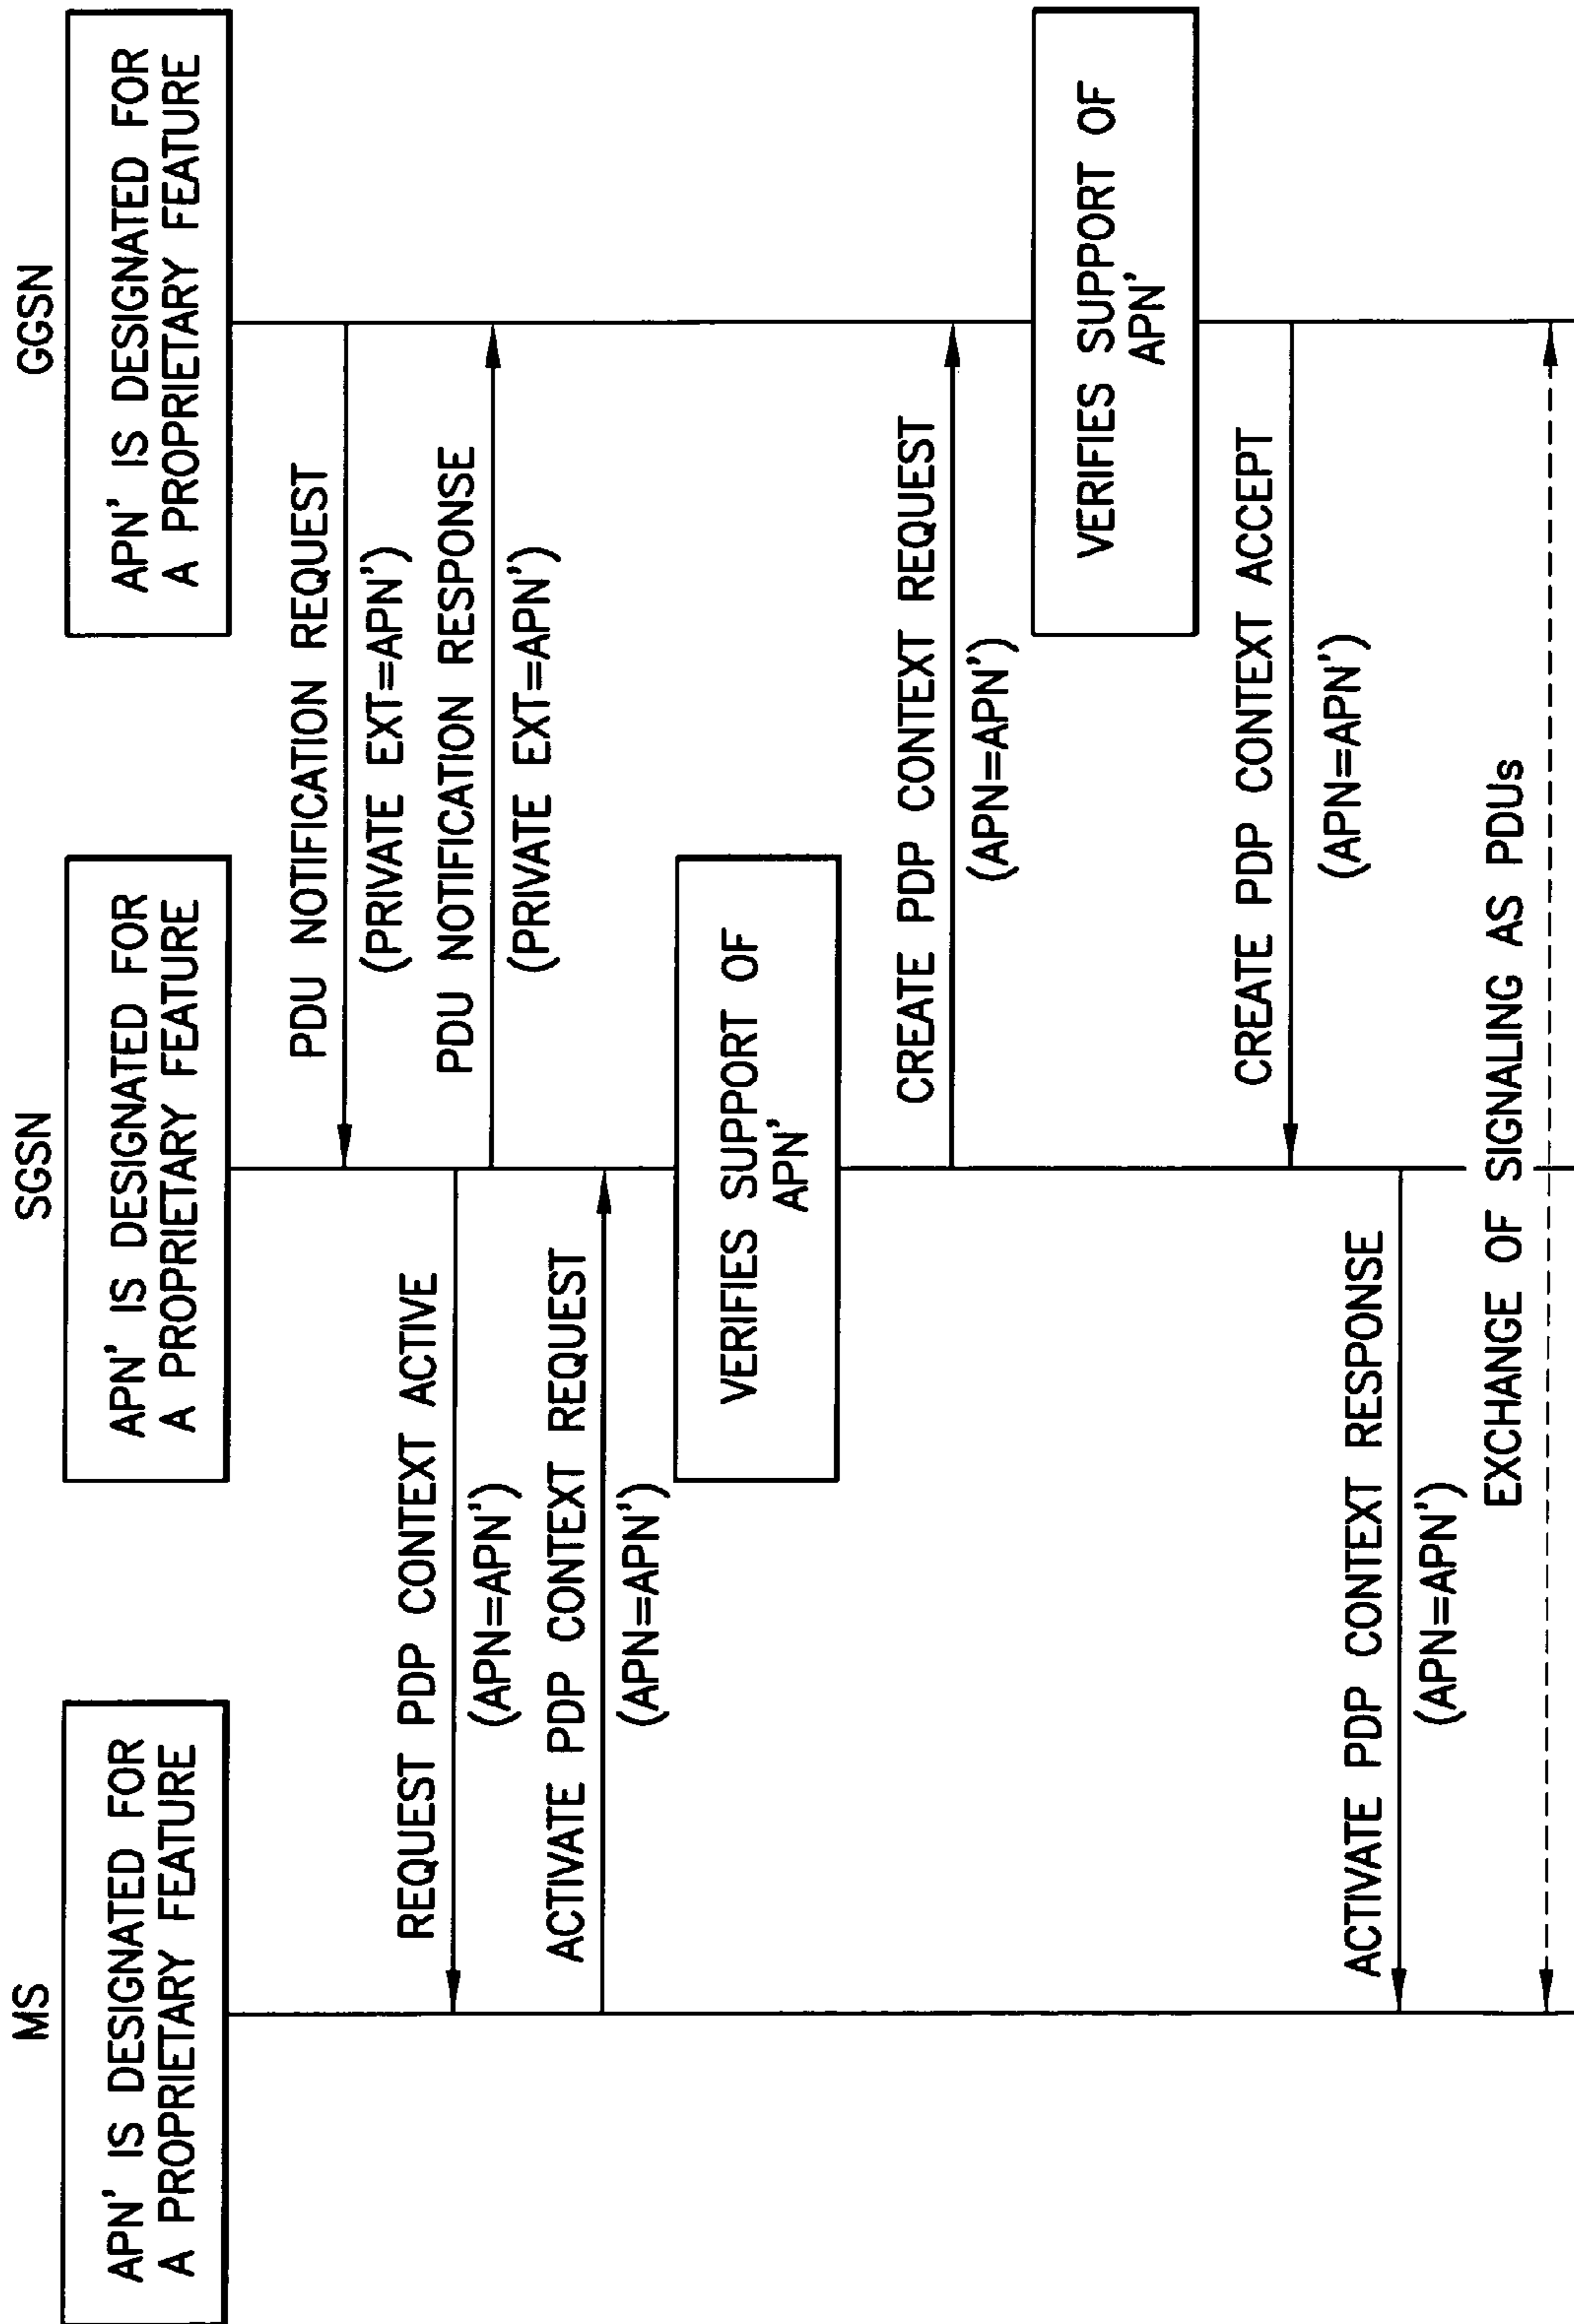 MS
SGSN
GGSN
APN' IS DESIGNATED FOR
A PROPRIETARY FEATURE
APN' IS DESIGNATED FOR
A PROPRIETARY FEATURE
APN' IS DESIGNATED FOR
A PROPRIETARY FEATURE
PDU NOTIFICATION REQUEST
(PRIVATE EXT=APN')
REQUEST PDP CONTEXT ACTIVE
(APN=APN')
PDU NOTIFICATION RESPONSE
(PRIVATE EXT=APN')
ACTIVATE PDP CONTEXT REQUEST
(APN=APN')
VERIFIES SUPPORT OF
APN'
CREATE PDP CONTEXT REQUEST
(APN=APN')
VERIFIES SUPPORT OF
APN'
CREATE PDP CONTEXT ACCEPT
(APN=APN')
ACTIVATE PDP CONTEXT RESPONSE
(APN=APN')
EXCHANGE OF SIGNALING AS PDUs